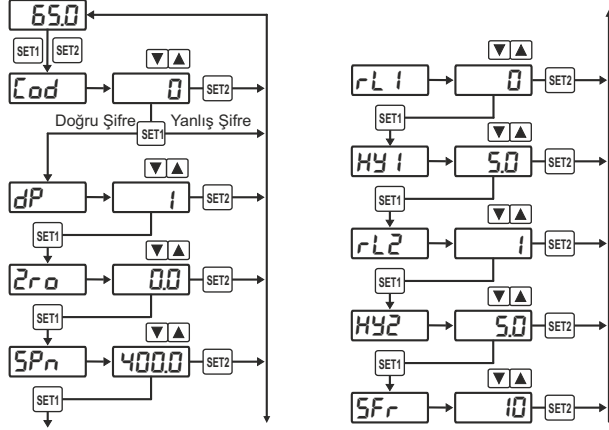 65.0
SET1 SET2
▼ ▲
Cod 0 SET2
Doğru Şifre SET1 Yanlış Şifre
▼ ▲
dP 1 SET2
SET1
▼ ▲
Zro 0.0 SET2
SET1
▼ ▲
SPn 400.0 SET2
SET1
▼ ▲
rL1 0 SET2
SET1
▼ ▲
HY1 5.0 SET2
SET1
▼ ▲
rL2 1 SET2
SET1
▼ ▲
HY2 5.0 SET2
SET1
▼ ▲
SFr 10 SET2